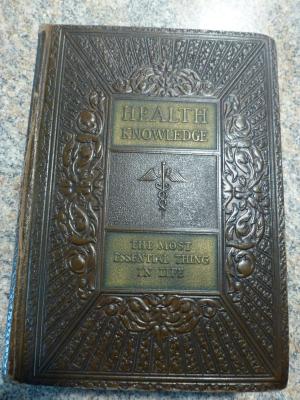 HEALTH
KNOWLEDGE
THE MOST
ESSENTIAL THING
IN LIFE